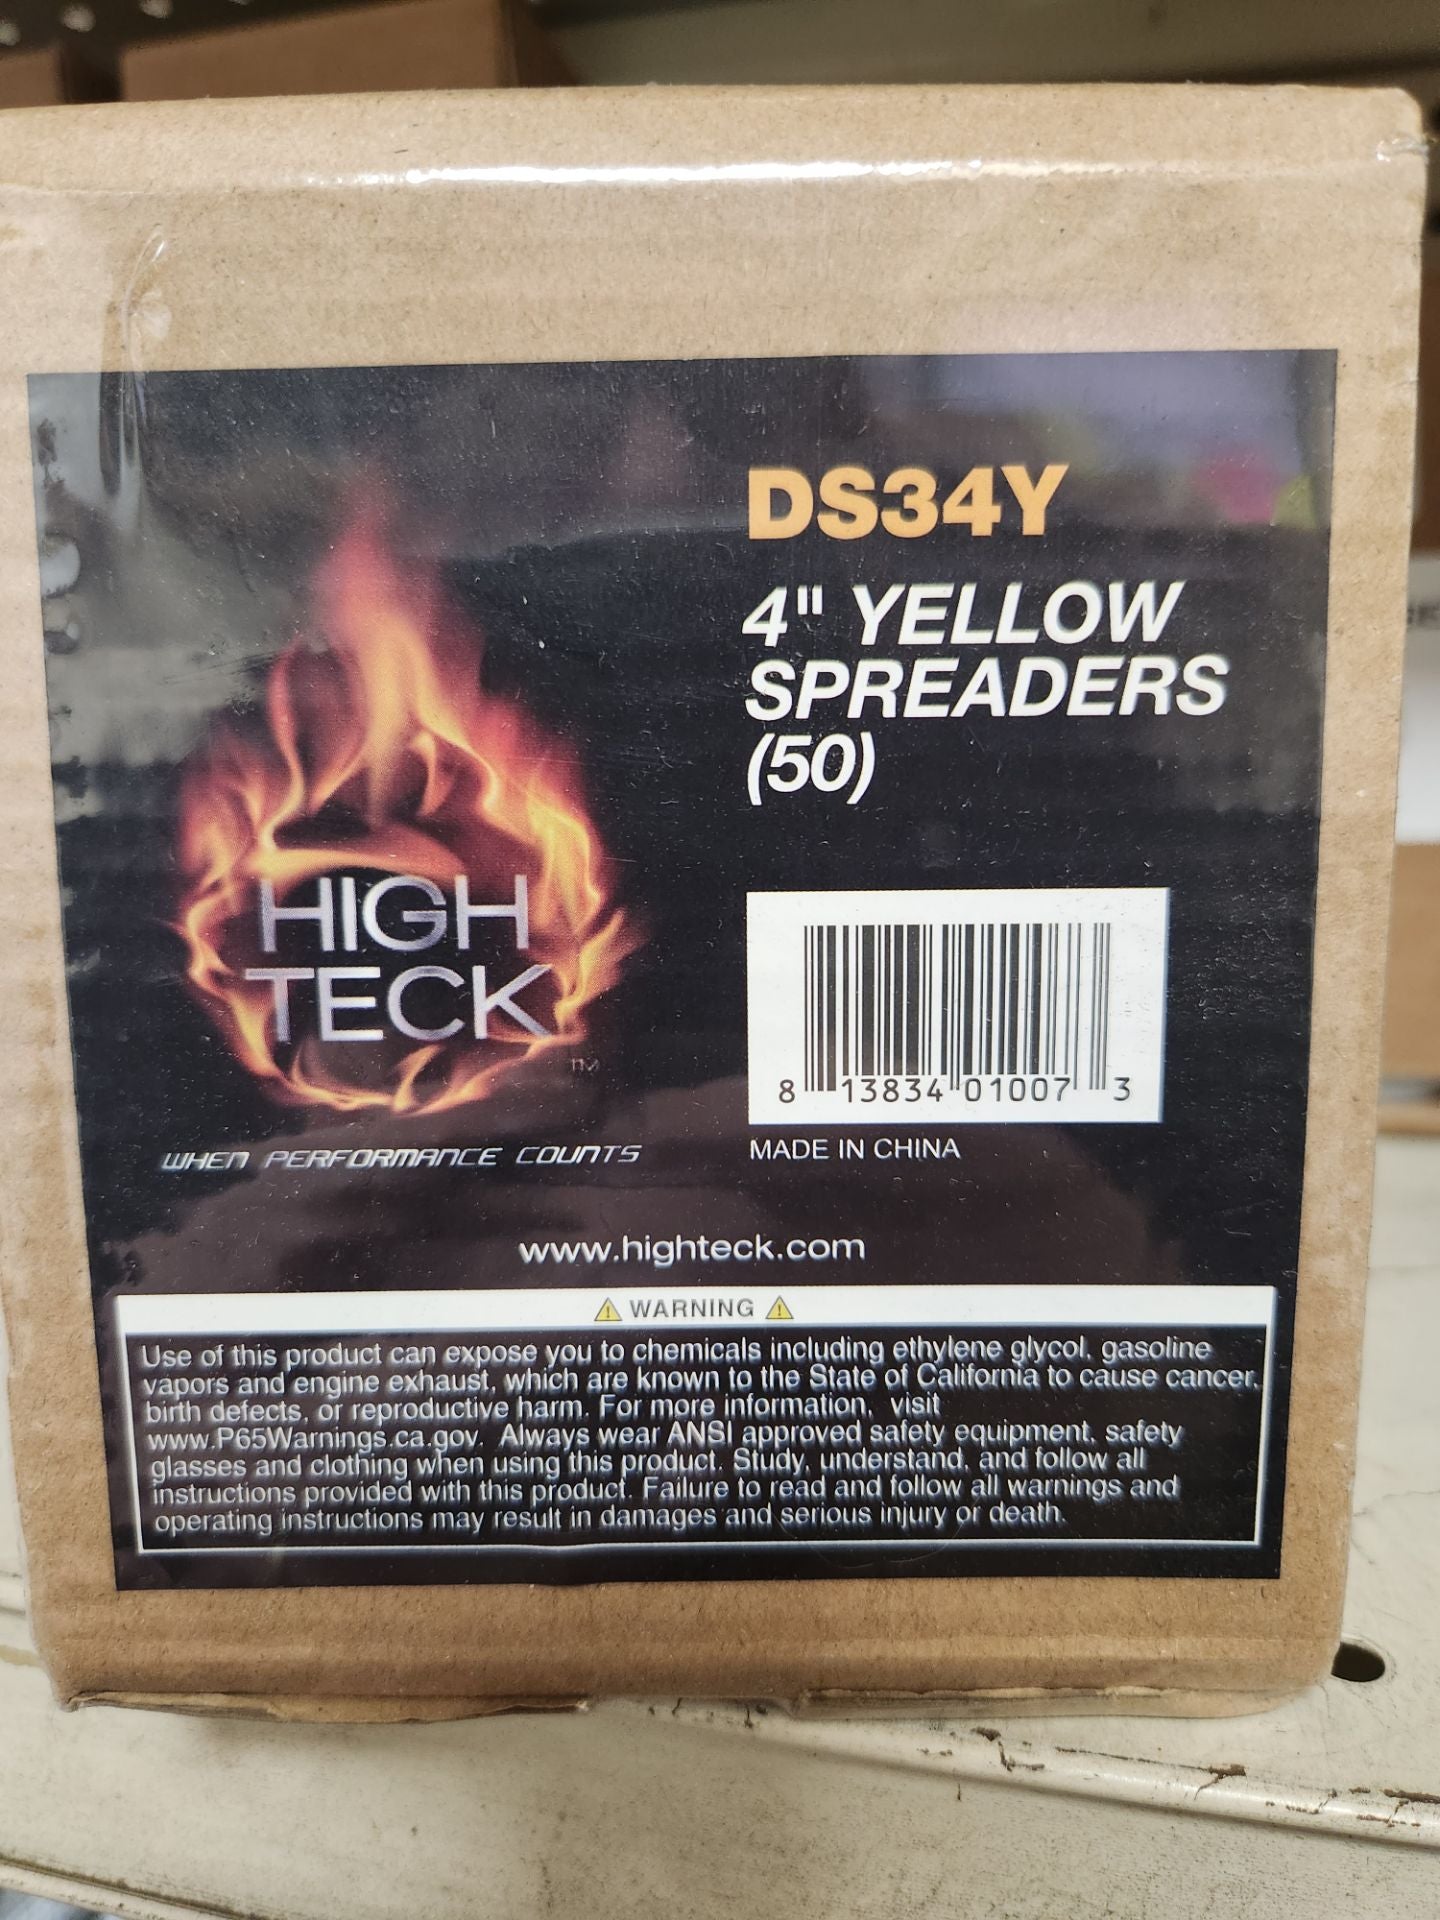 DS34Y
4" YELLOW
SPREADERS
(50)
HIGH
TECK
TM
WHEN PERFORMANCE COUNTS
8 13834 01007 3
MADE IN CHINA
www.highteck.com
WARNING
Use of this product can expose you to chemicals including ethylene glycol, gasoline
vapors and engine exhaust, which are known to the State of California to cause cancer,
birth defects, or reproductive harm. For more information, visit
www.P65Warnings.ca.gov. Always wear ANSI approved safety equipment, safety
glasses and clothing when using this product. Study, understand, and follow all
instructions provided with this product. Failure to read and follow all warnings and
operating instructions may result in damages and serious injury or death.